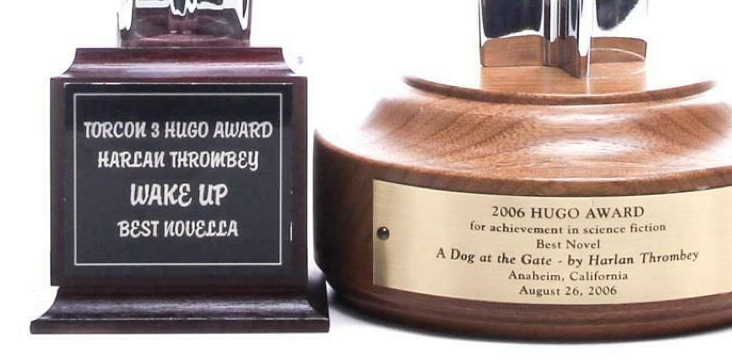 TORCON 3 HUGO AWARD
HARLAN THROMBEY
WAKE UP
BEST NOVELLA
2006 HUGO AWARD
for achievement in science fiction
Best Novel
A Dog at the Gate - by Harlan Thrombey
Anaheim, California
August 26, 2006